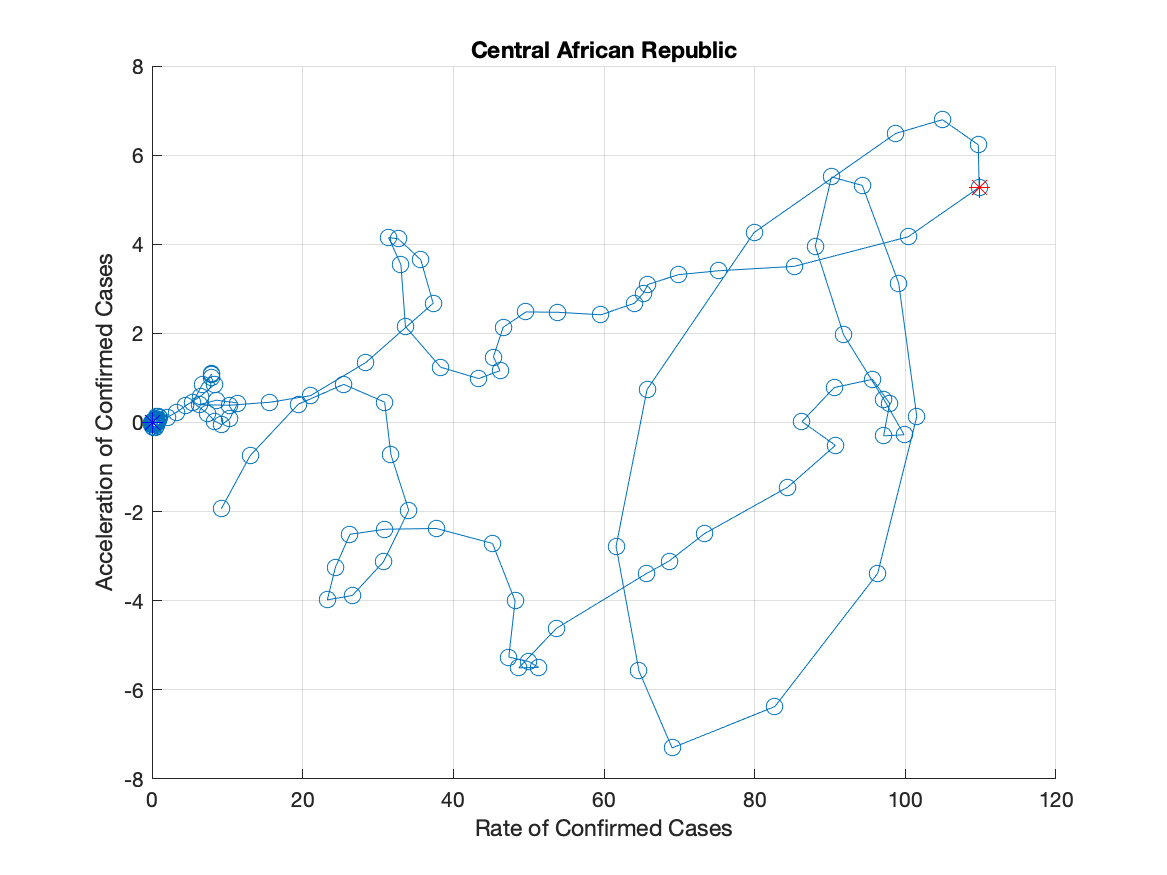 Central African Republic
8
6
4
2
0
-2
-4
-6
-8
Acceleration of Confirmed Cases
0 20 40 60 80 100 120
Rate of Confirmed Cases